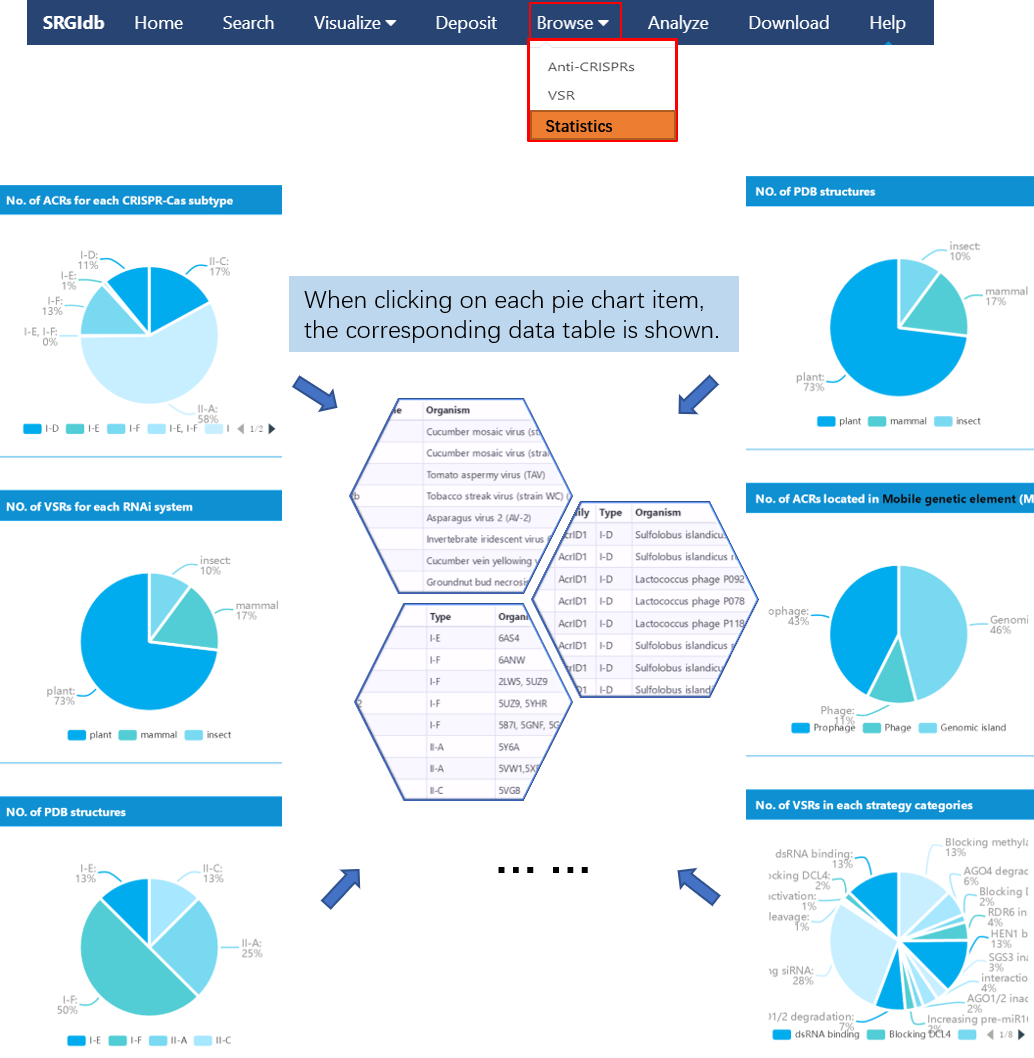 SRGIdb Home Search Visualize Deposit Browse Analyze Download Help
Anti-CRISPRs
VSR
Statistics
No. of ACRs for each CRISPR-Cas subtype
I-D:
11%
I-E:
1%
I-F:
13%
I-E, I-F:
0%
II-C:
17%
II-A:
58%
I-D I-E I-F I-E, I-F I 1/2
NO. of PDB structures
insect:
10%
mammal
17%
plant:
73%
plant mammal insect
When clicking on each pie chart item,
the corresponding data table is shown.
Organism
Cucumber mosaic virus
Cucumber mosaic virus
Tomato aspermy virus (TAV)
Tobacco streak virus (strain WC)
Asparagus virus 2 (AV-2)
Invertebrate iridescent virus
Cucumber vein yellowing
Groundnut bud necrosis
Type Organism
AcrID1 I-D Sulfolobus islandicus
AcrID1 I-D Sulfolobus islandicus
AcrID1 I-D Lactococcus phage P092
AcrID1 I-D Lactococcus phage P078
AcrID1 I-D Lactococcus phage P118
AcrID1 I-D Sulfolobus islandicus
AcrID1 I-D Sulfolobus islandicu
I-D Sulfolobus island
Type Organi
I-E 6AS4
I-F 6ANW
I-F 2LW5, 5UZ9
I-F 5UZ9, 5YHR
I-F 5B7I, 5GNF, 5G
II-A 5Y6A
II-A 5VW1,5XF
II-C 5VGB
NO. of VSRs for each RNAi system
insect:
10%
mammal:
17%
plant:
73%
plant mammal insect
No. of ACRs located in Mobile genetic element (M
ophage:
43%
Genomi
46%
Phage:
11%
Prophage Phage Genomic island
NO. of PDB structures
I-E:
13%
II-C:
13%
II-A:
25%
I-F:
50%
I-E I-F II-A II-C
... ...
No. of VSRs in each strategy categories
dsRNA binding:
13%
ocking DCL4:
2%
activation:
1%
leavage:
1%
ng siRNA:
28%
01/2 degradation:
7%
Blocking methyla
13%
AGO4 degrad
6%
Blocking
2%
RDR6 in
4%
HEN1 b
13%
SGS3 ina
3%
interactio
4%
AGO1/2 inac
2%
Increasing pre-miR16
2%
dsRNA binding Blocking DCL4 1/8